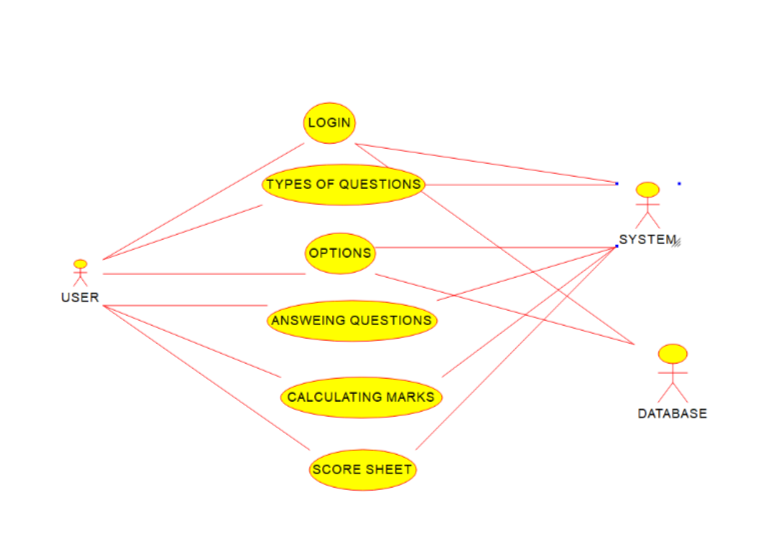 LOGIN
TYPES OF QUESTIONS
SYSTEM
OPTIONS
USER
ANSWEING QUESTIONS
CALCULATING MARKS
DATABASE
SCORE SHEET